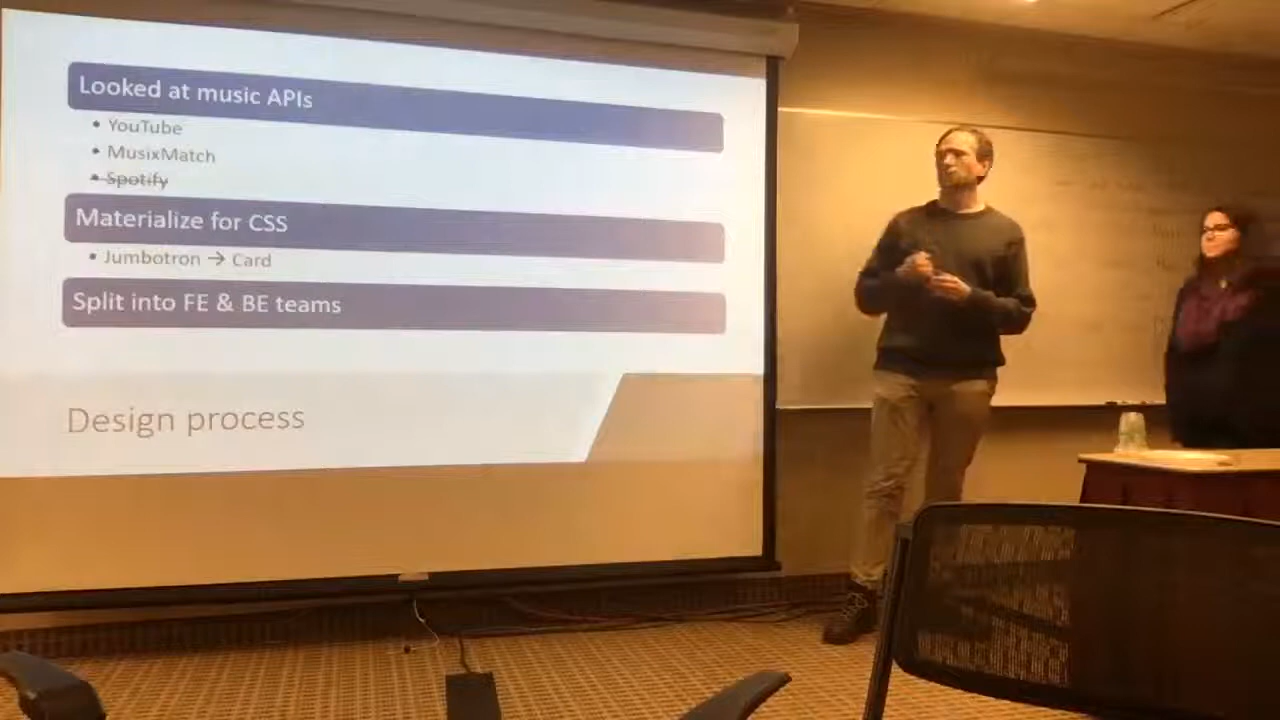 Looked at music APIs
• YouTube
• MusixMatch
• Spotify
Materialize for CSS
• Jumbotron → Card
Split into FE & BE teams
Design process